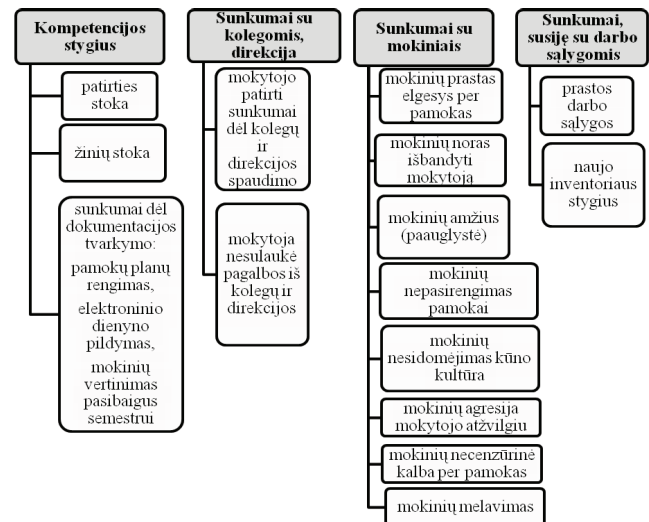 Kompetencijos
stygius
patirties
stoka
žinių stoka
sunkumai dėl
dokumentacijos
tvarkymo:
pamokų planų
rengimas,
elektroninio
dienyno
pildymas,
mokinių
vertinimas
pasibaigus
semestrui
Sunkumai su
kolegomis,
direkcija
mokytojo
patirti
sunkumai
dėl kolegų
ir
direkcijos
spaudimo
mokytoja
nesulaukė
pagalbos iš
kolegų ir
direkcijos
Sunkumai su
mokiniais
mokinių prastas
elgesys per
pamokas
mokinių noras
išbandyti
mokytoją
mokinių amžius
(paauglystė)
mokinių
nepasirengimas
pamokai
mokinių
nesidomėjimas kūno
kultūra
mokinių agresija
mokytojo atžvilgiu
mokinių necenzūrinė
kalba per pamokas
mokinių melavimas
Sunkumai,
susiję su darbo
sąlygomis
prastos
darbo
sąlygos
naujo
inventoriaus
stygius